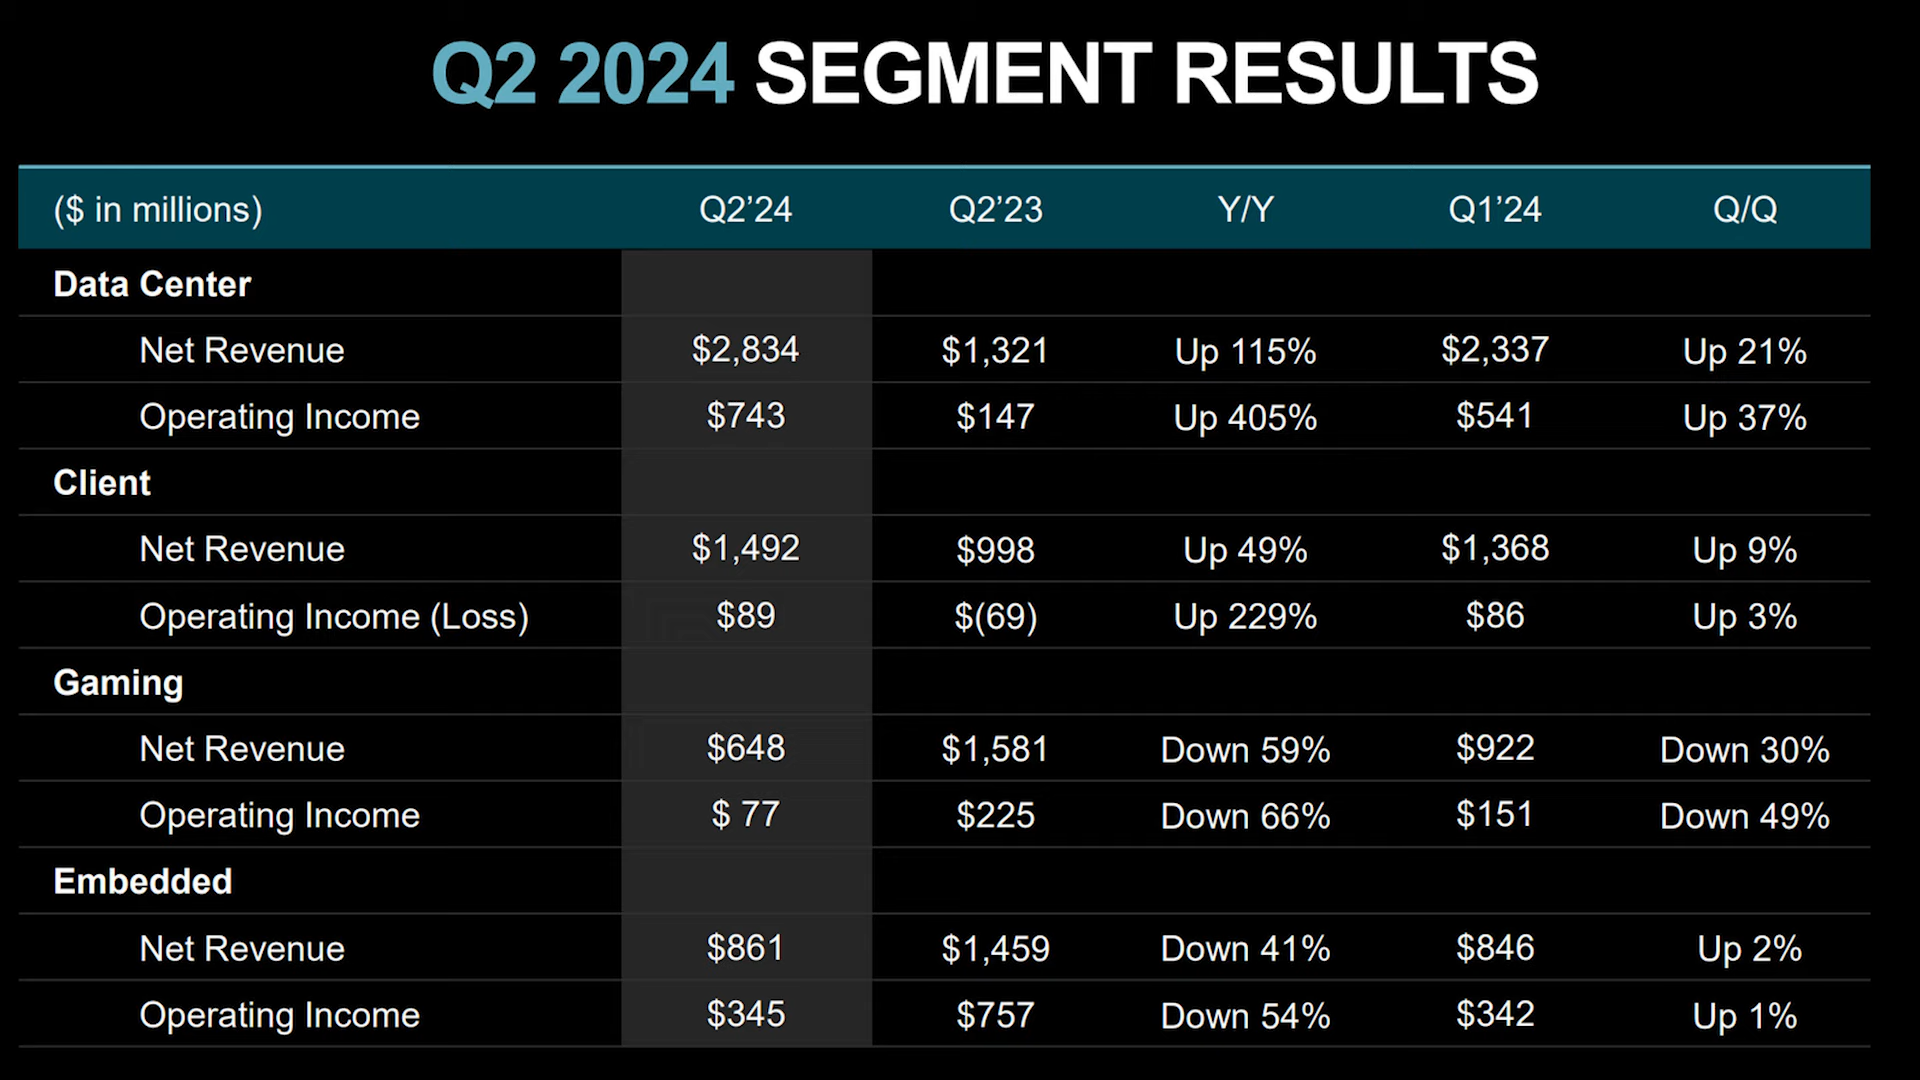 Q2 2024 SEGMENT RESULTS
($ in millions) Q2’24 Q2’23 Y/Y Q1’24 Q/Q
Data Center
Net Revenue $2,834 $1,321 Up 115% $2,337 Up 21%
Operating Income $743 $147 Up 405% $541 Up 37%
Client
Net Revenue $1,492 $998 Up 49% $1,368 Up 9%
Operating Income (Loss) $89 $(69) Up 229% $86 Up 3%
Gaming
Net Revenue $648 $1,581 Down 59% $922 Down 30%
Operating Income $ 77 $225 Down 66% $151 Down 49%
Embedded
Net Revenue $861 $1,459 Down 41% $846 Up 2%
Operating Income $345 $757 Down 54% $342 Up 1%